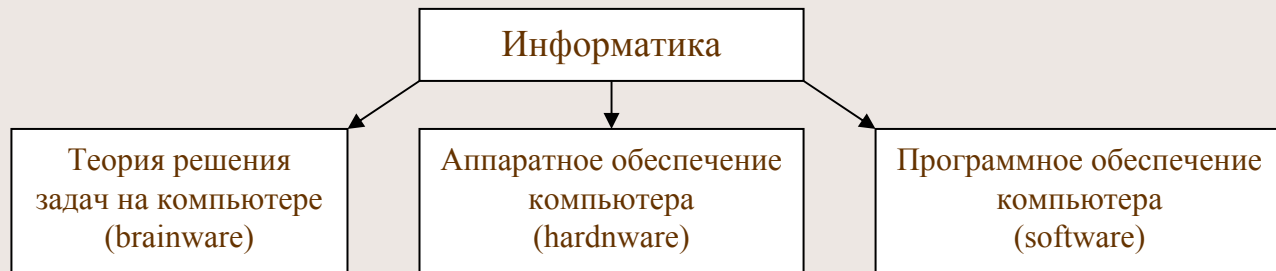 Информатика
Теория решения
задач на компьютере
(brainware)
Аппаратное обеспечение
компьютера
(hardnware)
Программное обеспечение
компьютера
(software)